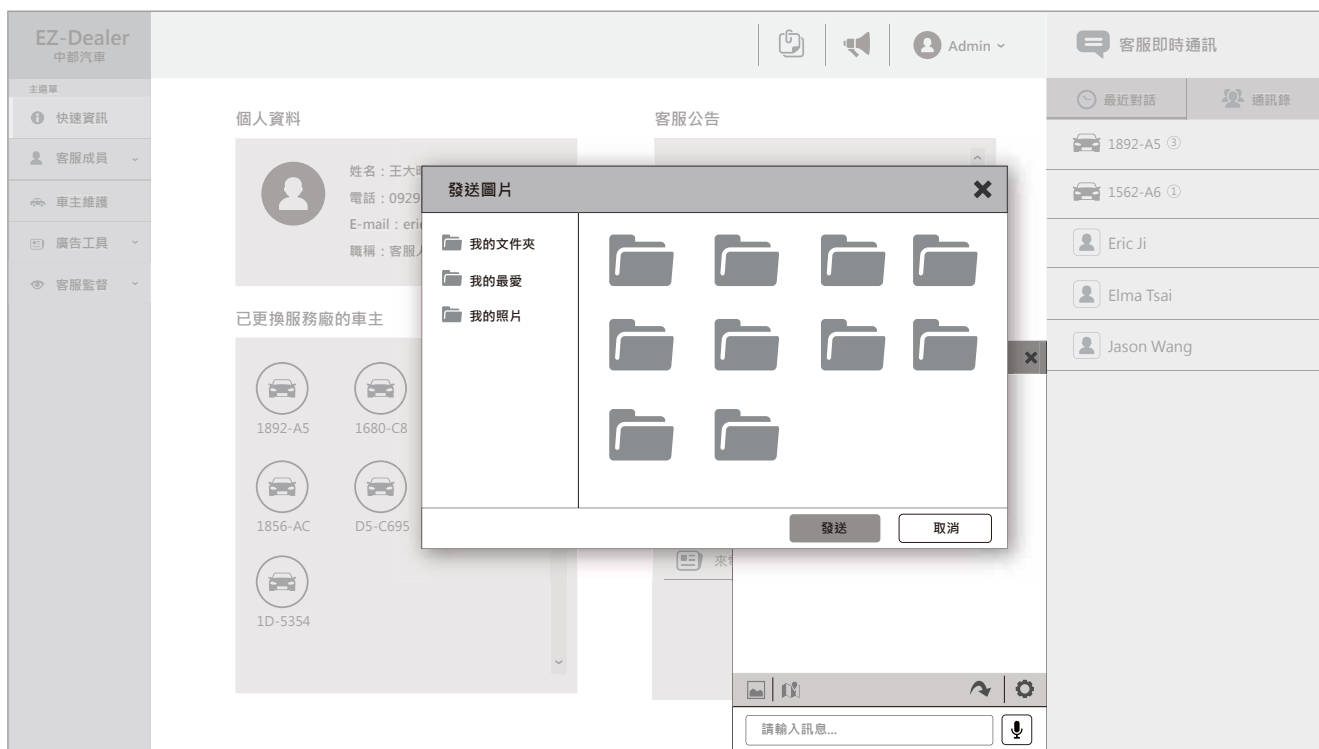 EZ-Dealer
中都汽車
Admin
客服即時通訊
主選單
快速資訊
客服成員
車主維護
廣告工具
客服監督
個人資料
姓名：王大
電話：0929
E-mail：eri
職稱：客服
客服公告
最近對話
通訊錄
1892-A5 ③
1562-A6 ①
Eric Ji
Elma Tsai
Jason Wang
發送圖片
我的文件夾
我的最愛
我的照片
發送
取消
已更換服務廠的車主
1892-A5
1680-C8
1856-AC
D5-C695
1D-5354
來
請輸入訊息...